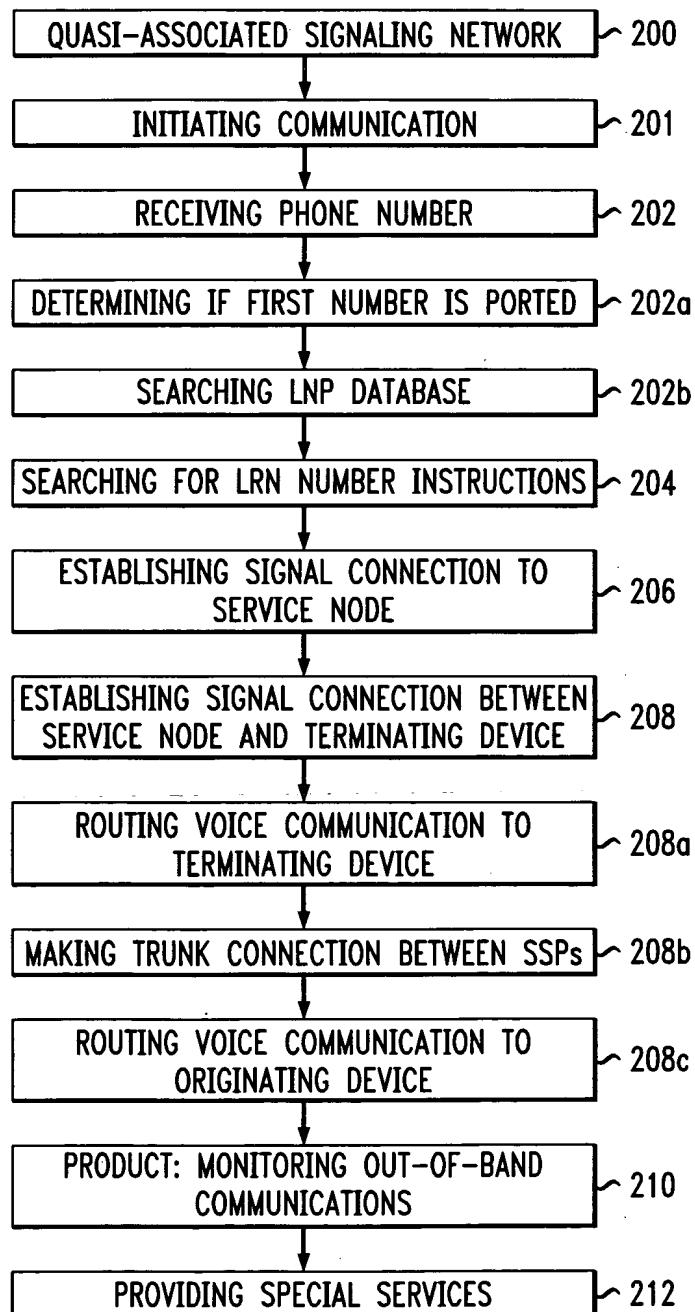 QUASI-ASSOCIATED SIGNALING NETWORK 200
INITIATING COMMUNICATION 201
RECEIVING PHONE NUMBER 202
DETERMINING IF FIRST NUMBER IS PORTED 202a
SEARCHING LNP DATABASE 202b
SEARCHING FOR LRN NUMBER INSTRUCTIONS 204
ESTABLISHING SIGNAL CONNECTION TO
SERVICE NODE 206
ESTABLISHING SIGNAL CONNECTION BETWEEN
SERVICE NODE AND TERMINATING DEVICE 208
ROUTING VOICE COMMUNICATION TO
TERMINATING DEVICE 208a
MAKING TRUNK CONNECTION BETWEEN SSPs 208b
ROUTING VOICE COMMUNICATION TO
ORIGINATING DEVICE 208c
PRODUCT: MONITORING OUT-OF-BAND
COMMUNICATIONS 210
PROVIDING SPECIAL SERVICES 212